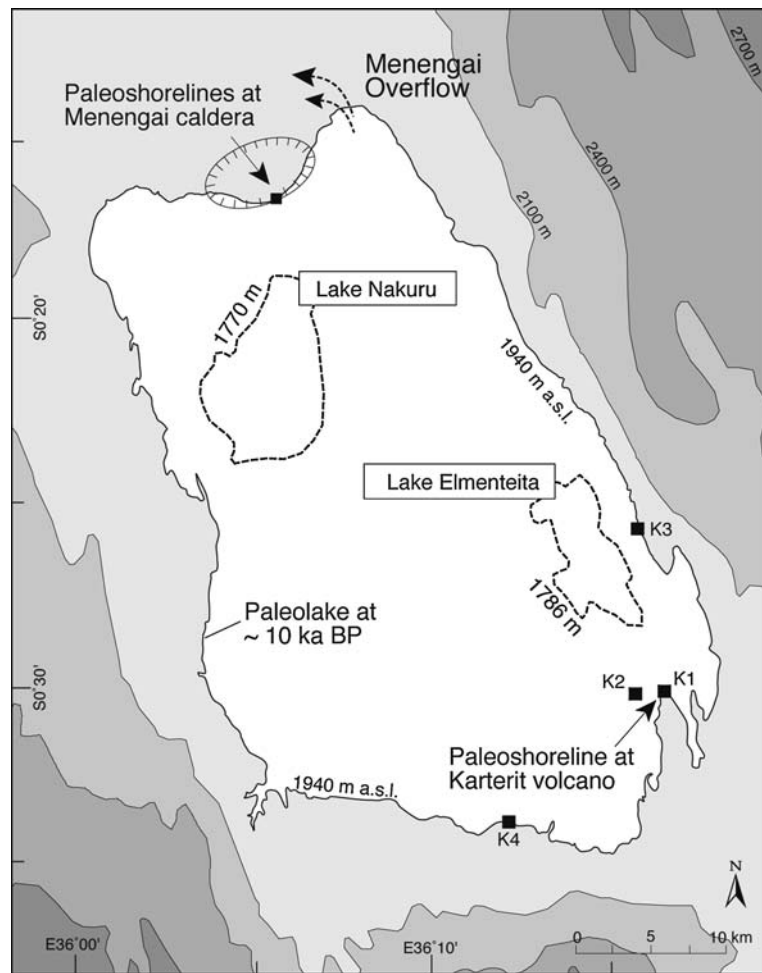 2700 m
2400 m
2100 m
Menengai
Overflow
Paleoshorelines at
Menengai caldera
S0˚20'
Lake Nakuru
1770 m
1940 m a.s.l.
Lake Elmenteita
K3
1786 m
Paleolake at
~ 10 ka BP
S0˚30'
K2
K1
Paleoshoreline at
Karterit volcano
1940 m a.s.l.
K4
N
E36˚00'
E36˚10'
0 5 10 km